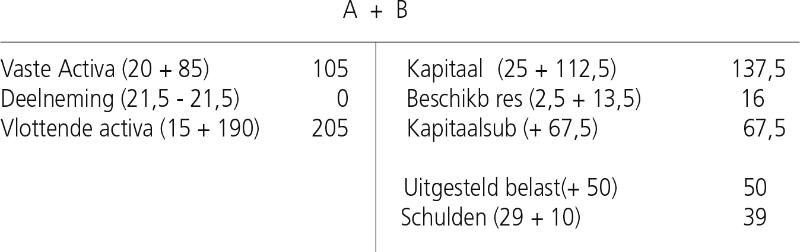 A + B
Vaste Activa (20 + 85) 105 Kapitaal (25 + 112,5) 137,5
Deelneming (21,5 - 21,5) 0 Beschikb res (2,5 + 13,5) 16
Vlottende activa (15 + 190) 205 Kapitaalsub (+ 67,5) 67,5
Uitgesteld belast(+ 50) 50
Schulden (29 + 10) 39